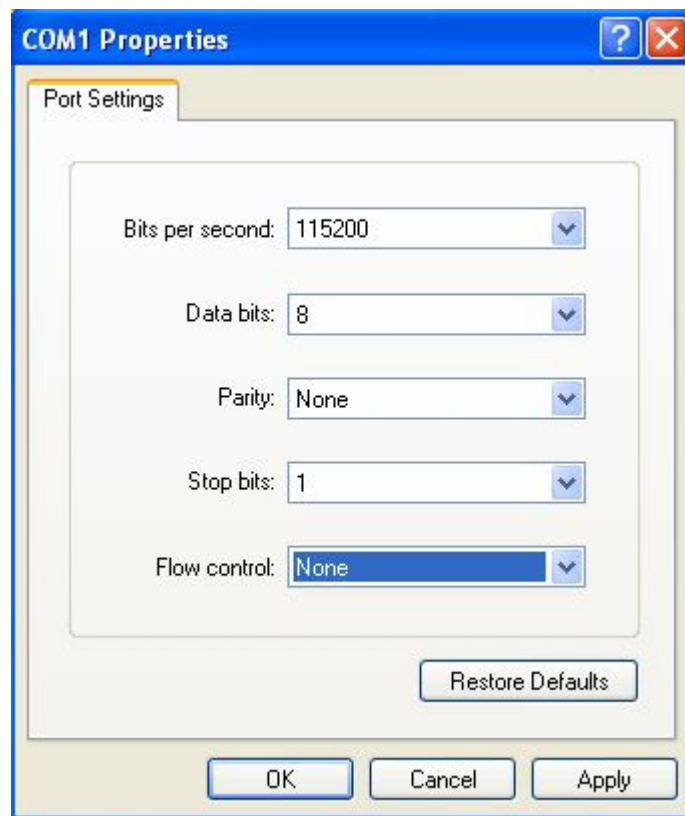 COM1 Properties
Port Settings
Bits per second: 115200
Data bits: 8
Parity: None
Stop bits: 1
Flow control: None
Restore Defaults
OK Cancel Apply